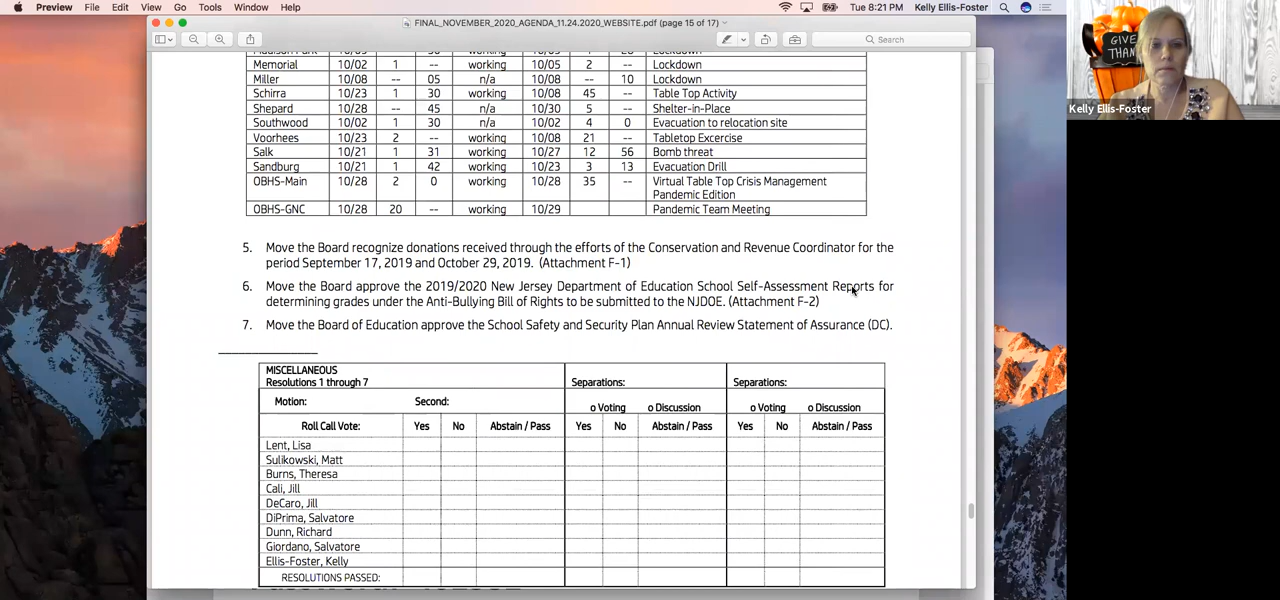 Preview File Edit View Go Tools Window Help Tue 8:21 PM Kelly Ellis-Foster
FINAL_NOVEMBER_2020_AGENDA_11.24.2020_WEBSITE.pdf (page 15 of 17)
Search
GIVE
THAN
Kelly Ellis-Foster
Madison Park 10/09 working 10/09 28 Lockdown
Memorial 10/02 1 -- working 10/05 2 -- Lockdown
Miller 10/08 -- 05 n/a 10/08 -- 10 Lockdown
Schirra 10/23 1 30 working 10/08 45 -- Table Top Activity
Shepard 10/28 -- 45 n/a 10/30 5 -- Shelter-in-Place
Southwood 10/02 1 30 n/a 10/02 4 0 Evacuation to relocation site
Voorhees 10/23 2 -- working 10/08 21 -- Tabletop Excercise
Salk 10/21 1 31 working 10/27 12 56 Bomb threat
Sandburg 10/21 1 42 working 10/23 3 13 Evacuation Drill
OBHS-Main 10/28 2 0 working 10/28 35 -- Virtual Table Top Crisis Management
Pandemic Edition
OBHS-GNC 10/28 20 -- working 10/29 Pandemic Team Meeting
5. Move the Board recognize donations received through the efforts of the Conservation and Revenue Coordinator for the
period September 17, 2019 and October 29, 2019. (Attachment F-1)
6. Move the Board approve the 2019/2020 New Jersey Department of Education School Self-Assessment Reports for
determining grades under the Anti-Bullying Bill of Rights to be submitted to the NJDOE. (Attachment F-2)
7. Move the Board of Education approve the School Safety and Security Plan Annual Review Statement of Assurance (DC).
MISCELLANEOUS
Resolutions 1 through 7 Separations: Separations:
Motion: Second: o Voting o Discussion o Voting o Discussion
Roll Call Vote: Yes No Abstain / Pass Yes No Abstain / Pass Yes No Abstain / Pass
Lent, Lisa
Sulikowski, Matt
Burns, Theresa
Cali, Jill
DeCaro, Jill
DiPrima, Salvatore
Dunn, Richard
Giordano, Salvatore
Ellis-Foster, Kelly
RESOLUTIONS PASSED: